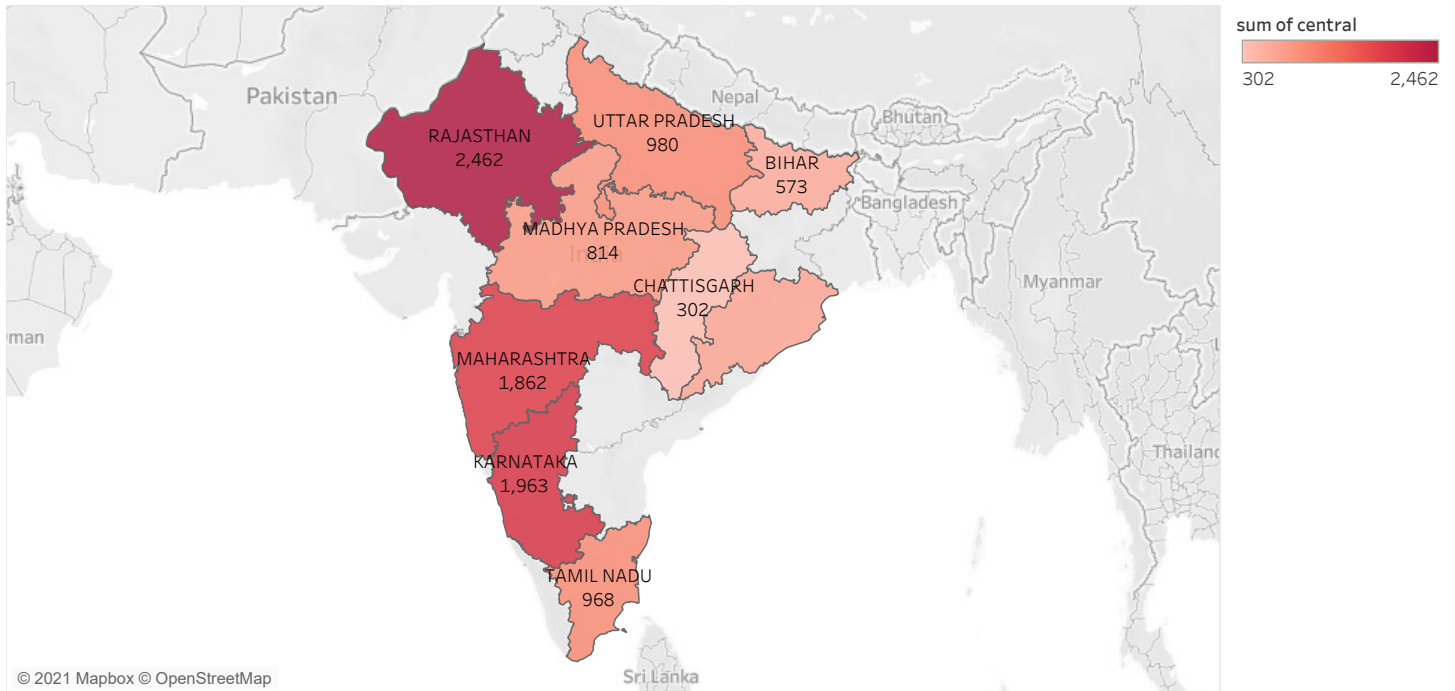 sum of central
302 2,462
Pakistan
Nepal
Bhutan
RAJASTHAN
2,462
UTTAR PRADESH
980
BIHAR
573
Bangladesh
MADHYA PRADESH
814
India
CHATTISGARH
302
Myanmar
man
MAHARASHTRA
1,862
KARNATAKA
1,963
Thailand
TAMIL NADU
968
Sri Lanka
© 2021 Mapbox © OpenStreetMap